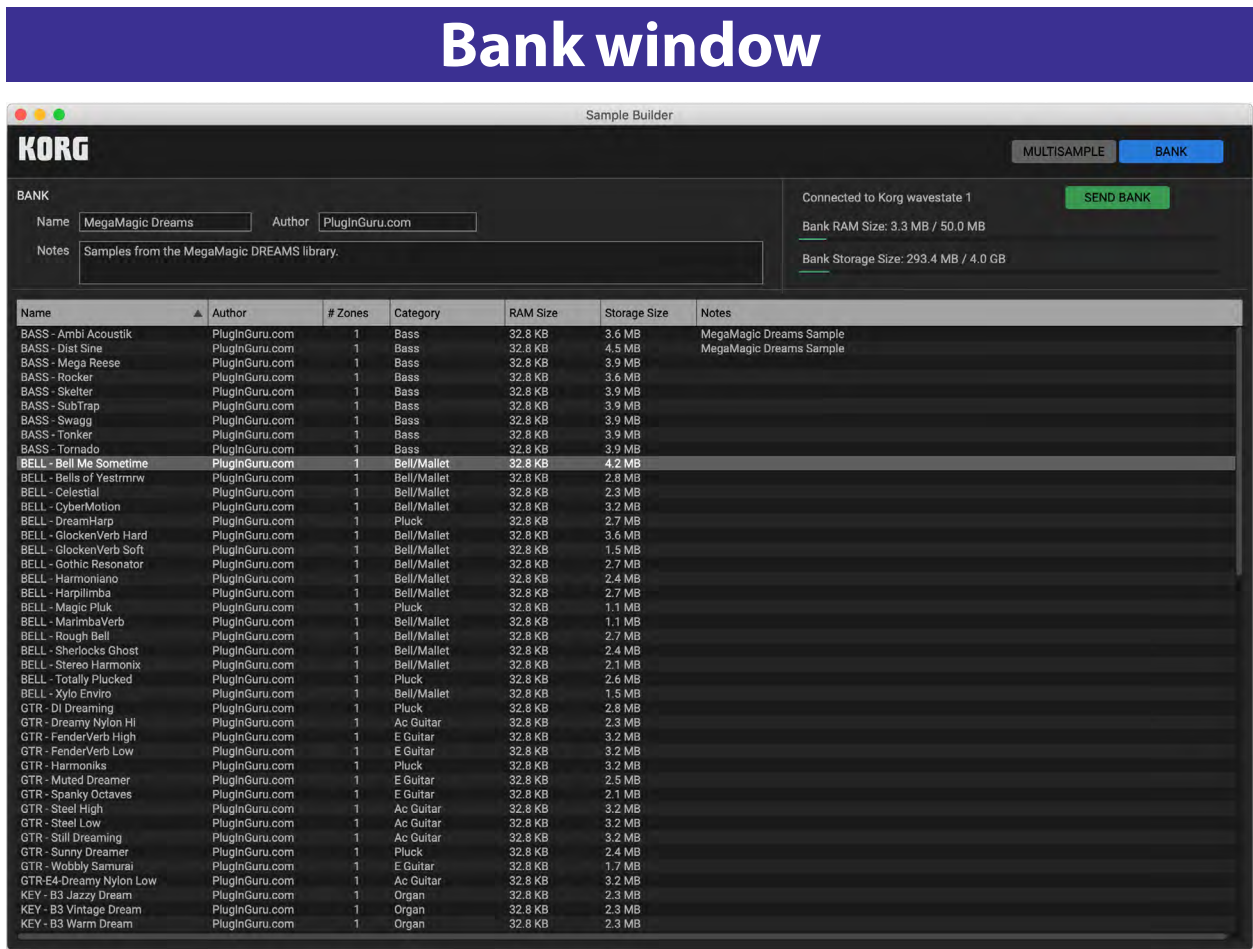 Bank window
Sample Builder
KORG
MULTISAMPLE BANK
BANK
Connected to Korg wavestate 1 SEND BANK
Name MegaMagic Dreams Author PlugInGuru.com
Bank RAM Size: 3.3 MB / 50.0 MB
Notes Samples from the MegaMagic DREAMS library.
Bank Storage Size: 293.4 MB / 4.0 GB
Name Author # Zones Category RAM Size Storage Size Notes
BASS - Ambi Acoustik PlugInGuru.com 1 Bass 32.8 KB 3.6 MB MegaMagic Dreams Sample
BASS - Dist Sine PlugInGuru.com 1 Bass 32.8 KB 4.5 MB MegaMagic Dreams Sample
BASS - Mega Reese PlugInGuru.com 1 Bass 32.8 KB 3.9 MB
BASS - Rocker PlugInGuru.com 1 Bass 32.8 KB 3.6 MB
BASS - Skelter PlugInGuru.com 1 Bass 32.8 KB 3.9 MB
BASS - SubTrap PlugInGuru.com 1 Bass 32.8 KB 3.9 MB
BASS - Swagg PlugInGuru.com 1 Bass 32.8 KB 3.9 MB
BASS - Tonker PlugInGuru.com 1 Bass 32.8 KB 3.9 MB
BASS - Tornado PlugInGuru.com 1 Bass 32.8 KB 3.9 MB
BELL - Bell Me Sometime PlugInGuru.com 1 Bell/Mallet 32.8 KB 4.2 MB
BELL - Bells of Yestrmrw PlugInGuru.com 1 Bell/Mallet 32.8 KB 2.8 MB
BELL - Celestial PlugInGuru.com 1 Bell/Mallet 32.8 KB 2.3 MB
BELL - CyberMotion PlugInGuru.com 1 Bell/Mallet 32.8 KB 3.2 MB
BELL - DreamHarp PlugInGuru.com 1 Pluck 32.8 KB 2.7 MB
BELL - GlockenVerb Hard PlugInGuru.com 1 Bell/Mallet 32.8 KB 3.6 MB
BELL - GlockenVerb Soft PlugInGuru.com 1 Bell/Mallet 32.8 KB 1.5 MB
BELL - Gothic Resonator PlugInGuru.com 1 Bell/Mallet 32.8 KB 2.7 MB
BELL - Harmoniano PlugInGuru.com 1 Bell/Mallet 32.8 KB 2.4 MB
BELL - Harpilimba PlugInGuru.com 1 Bell/Mallet 32.8 KB 2.7 MB
BELL - Magic Pluk PlugInGuru.com 1 Pluck 32.8 KB 1.1 MB
BELL - MarimbaVerb PlugInGuru.com 1 Bell/Mallet 32.8 KB 1.1 MB
BELL - Rough Bell PlugInGuru.com 1 Bell/Mallet 32.8 KB 2.7 MB
BELL - Sherlocks Ghost PlugInGuru.com 1 Bell/Mallet 32.8 KB 2.4 MB
BELL - Stereo Harmonix PlugInGuru.com 1 Bell/Mallet 32.8 KB 2.1 MB
BELL - Totally Plucked PlugInGuru.com 1 Pluck 32.8 KB 2.6 MB
BELL - Xylo Enviro PlugInGuru.com 1 Bell/Mallet 32.8 KB 1.5 MB
GTR - DI Dreaming PlugInGuru.com 1 Pluck 32.8 KB 2.8 MB
GTR - Dreamy Nylon Hi PlugInGuru.com 1 Ac Guitar 32.8 KB 2.3 MB
GTR - FenderVerb High PlugInGuru.com 1 E Guitar 32.8 KB 3.2 MB
GTR - FenderVerb Low PlugInGuru.com 1 E Guitar 32.8 KB 3.2 MB
GTR - Harmoniks PlugInGuru.com 1 Pluck 32.8 KB 3.2 MB
GTR - Muted Dreamer PlugInGuru.com 1 E Guitar 32.8 KB 2.5 MB
GTR - Spanky Octaves PlugInGuru.com 1 E Guitar 32.8 KB 2.1 MB
GTR - Steel High PlugInGuru.com 1 Ac Guitar 32.8 KB 3.2 MB
GTR - Steel Low PlugInGuru.com 1 Ac Guitar 32.8 KB 3.2 MB
GTR - Still Dreaming PlugInGuru.com 1 Ac Guitar 32.8 KB 3.2 MB
GTR - Sunny Dreamer PlugInGuru.com 1 Pluck 32.8 KB 2.4 MB
GTR - Wobbly Samurai PlugInGuru.com 1 E Guitar 32.8 KB 1.7 MB
GTR-E4-Dreamy Nylon Low PlugInGuru.com 1 Ac Guitar 32.8 KB 3.2 MB
KEY - B3 Jazzy Dream PlugInGuru.com 1 Organ 32.8 KB 2.3 MB
KEY - B3 Vintage Dream PlugInGuru.com 1 Organ 32.8 KB 2.3 MB
KEY - B3 Warm Dream PlugInGuru.com 1 Organ 32.8 KB 2.3 MB